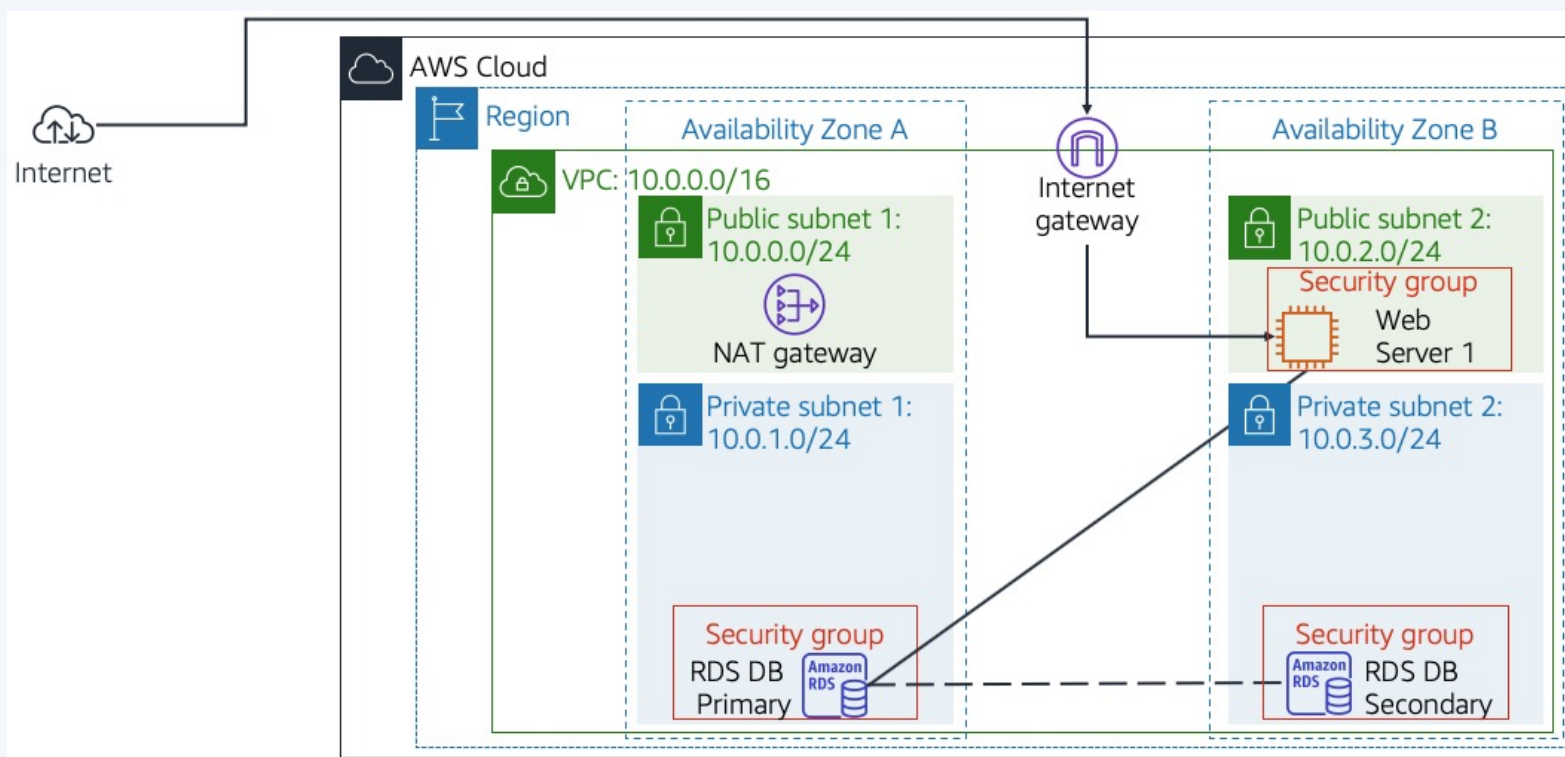 AWS Cloud
Region
Availability Zone A
Availability Zone B
Internet
VPC: 10.0.0.0/16
Internet
gateway
Public subnet 1:
10.0.0.0/24
NAT gateway
Public subnet 2:
10.0.2.0/24
Security group
Web
Server 1
Private subnet 1:
10.0.1.0/24
Private subnet 2:
10.0.3.0/24
Security group
RDS DB
Primary
Amazon
RDS
Security group
Amazon
RDS
RDS DB
Secondary